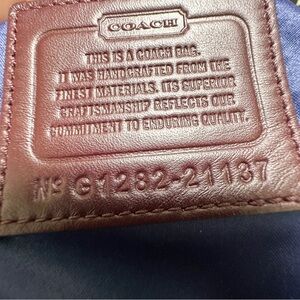 COACH
THIS IS A COACH BAG.
IT WAS HANDCRAFTED FROM THE
FINEST MATERIALS. ITS SUPERIOR
CRAFTSMANSHIP REFLECTS OUR
COMMITMENT TO ENDURING QUALITY.
Nº G1282-21137